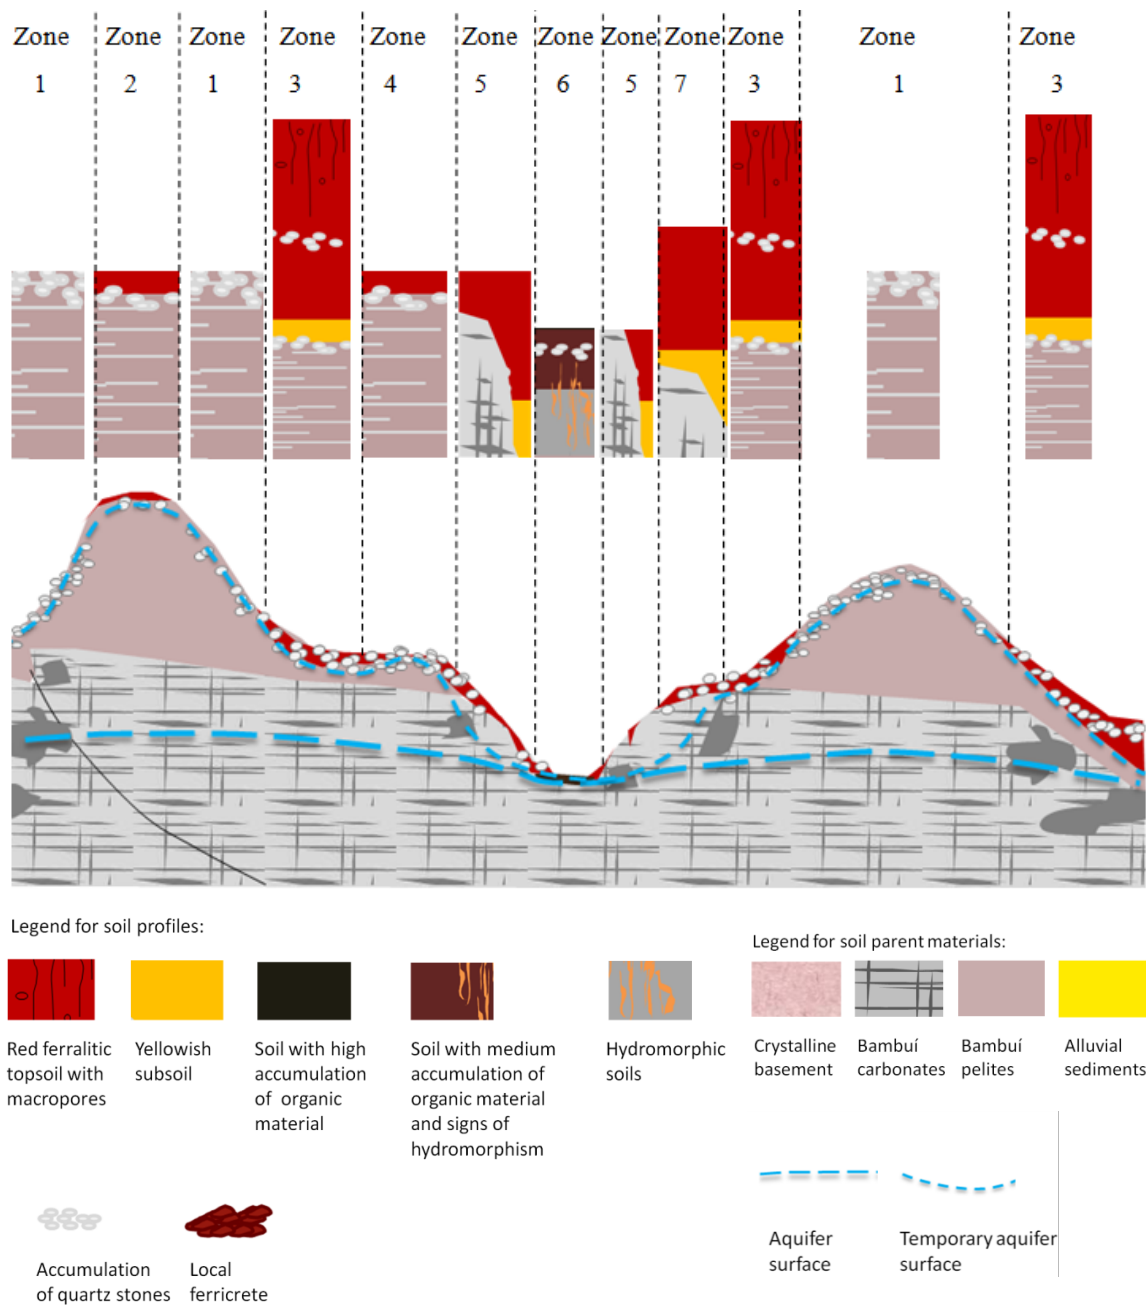 Zone Zone Zone Zone Zone Zone Zone Zone Zone Zone Zone Zone
1 2 1 3 4 5 6 5 7 3 1 3
Legend for soil profiles:
Red ferralitic
topsoil with
macropores
Yellowish
subsoil
Soil with high
accumulation
of organic
material
Soil with medium
accumulation of
organic material
and signs of
hydromorphism
Hydromorphic
soils
Legend for soil parent materials:
Crystalline
basement
Bambuí
carbonates
Bambuí
pelites
Alluvial
sediments
Accumulation
of quartz stones
Local
ferricrete
Aquifer
surface
Temporary aquifer
surface